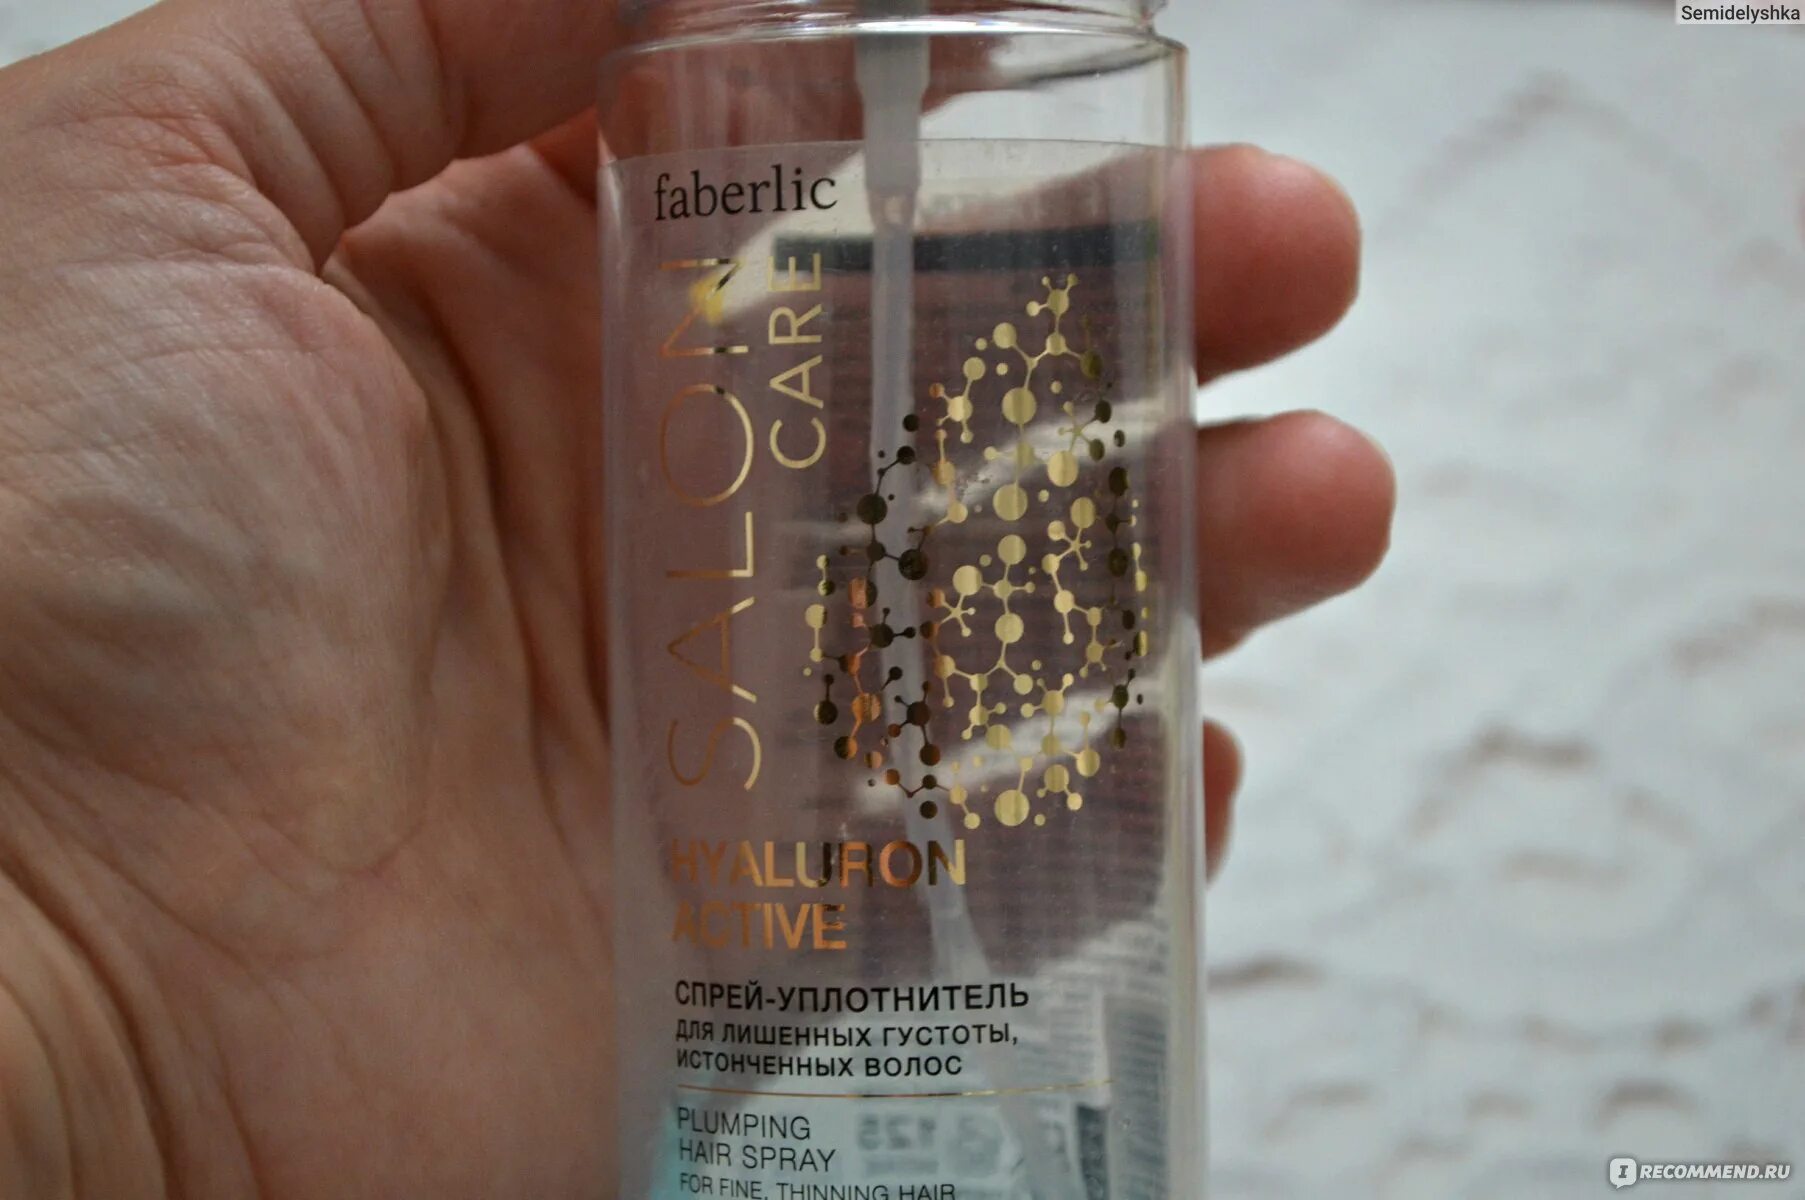 Semidelyshka
faberlic
SALON
CARE
HYALURON
ACTIVE
СПРЕЙ-УПЛОТНИТЕЛЬ
ДЛЯ ЛИШЕННЫХ ГУСТОТЫ,
ИСТОНЧЕННЫХ ВОЛОС
PLUMPING
HAIR SPRAY
FOR FINE, THINNING HAIR
125
I RECOMMEND.RU